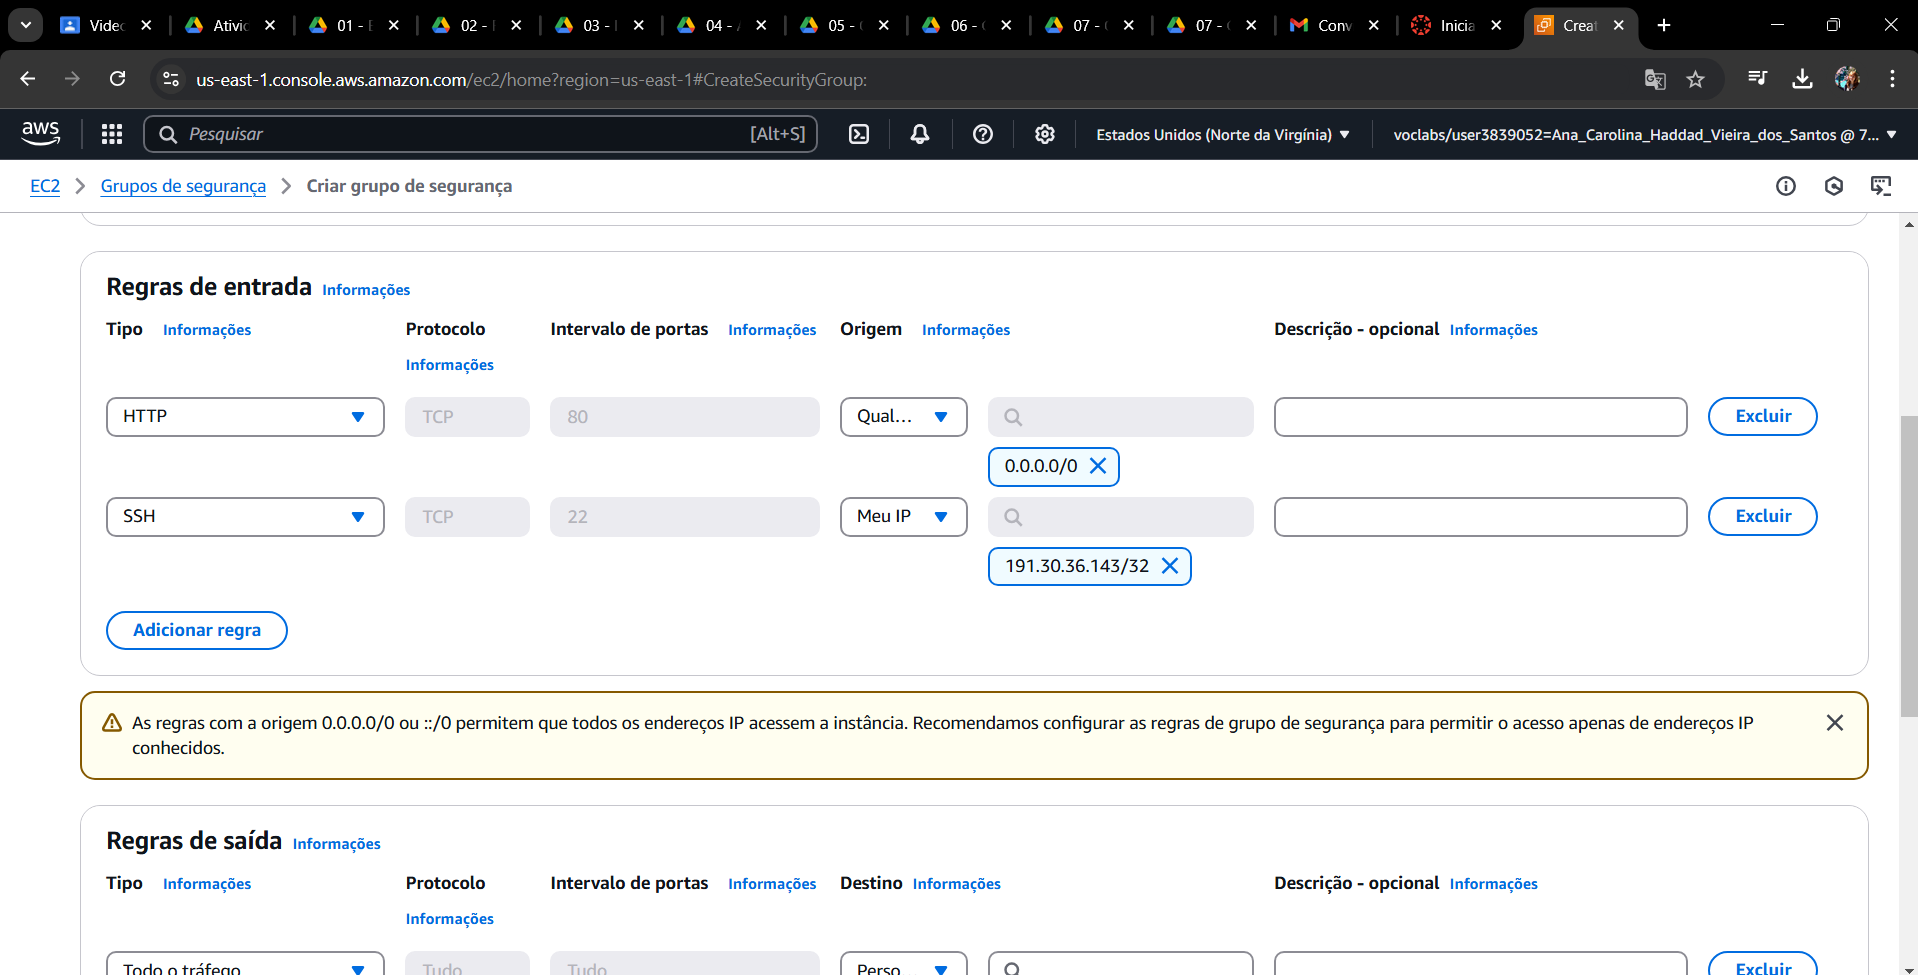 Video
Ativid
01 - E
02 -
03 -
04 - A
05 -
06 -
07 -
07 -
Conv
Inicia
Creat
us-east-1.console.aws.amazon.com/ec2/home?region=us-east-1#CreateSecurityGroup:
aws
Pesquisar
[Alt+S]
Estados Unidos (Norte da Virgínia)
voclabs/user3839052=Ana_Carolina_Haddad_Vieira_dos_Santos @ 7...
EC2
Grupos de segurança
Criar grupo de segurança
Regras de entrada Informações
Tipo Informações
Protocolo
Informações
Intervalo de portas Informações
Origem Informações
Descrição - opcional Informações
HTTP
TCP
80
Qual...
Excluir
0.0.0.0/0
SSH
TCP
22
Meu IP
Excluir
191.30.36.143/32
Adicionar regra
As regras com a origem 0.0.0.0/0 ou ::/0 permitem que todos os endereços IP acessem a instância. Recomendamos configurar as regras de grupo de segurança para permitir o acesso apenas de endereços IP
conhecidos.
Regras de saída Informações
Tipo Informações
Protocolo
Informações
Intervalo de portas Informações
Destino Informações
Descrição - opcional Informações
Todo o tráfego
Tudo
Tudo
Perso...
Excluir